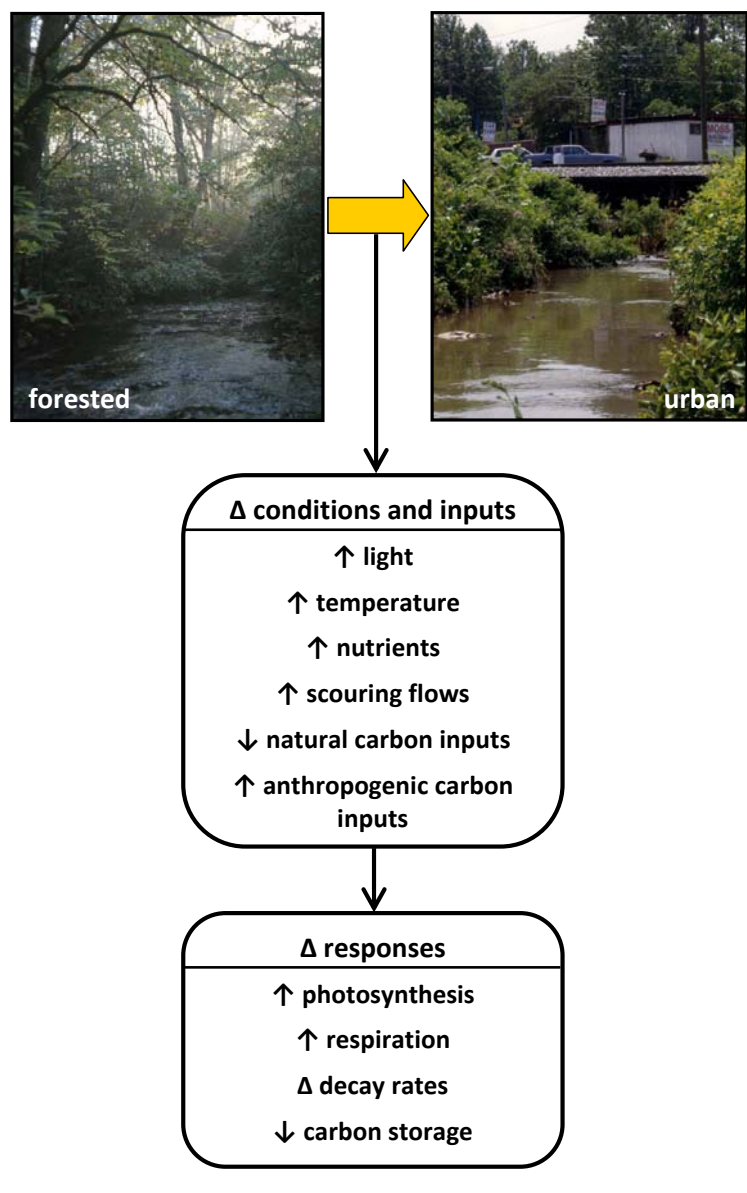 MOSS
forested
urban
Δ conditions and inputs
↑ light
↑ temperature
↑ nutrients
↑ scouring flows
↓ natural carbon inputs
↑ anthropogenic carbon
inputs
Δ responses
↑ photosynthesis
↑ respiration
Δ decay rates
↓ carbon storage